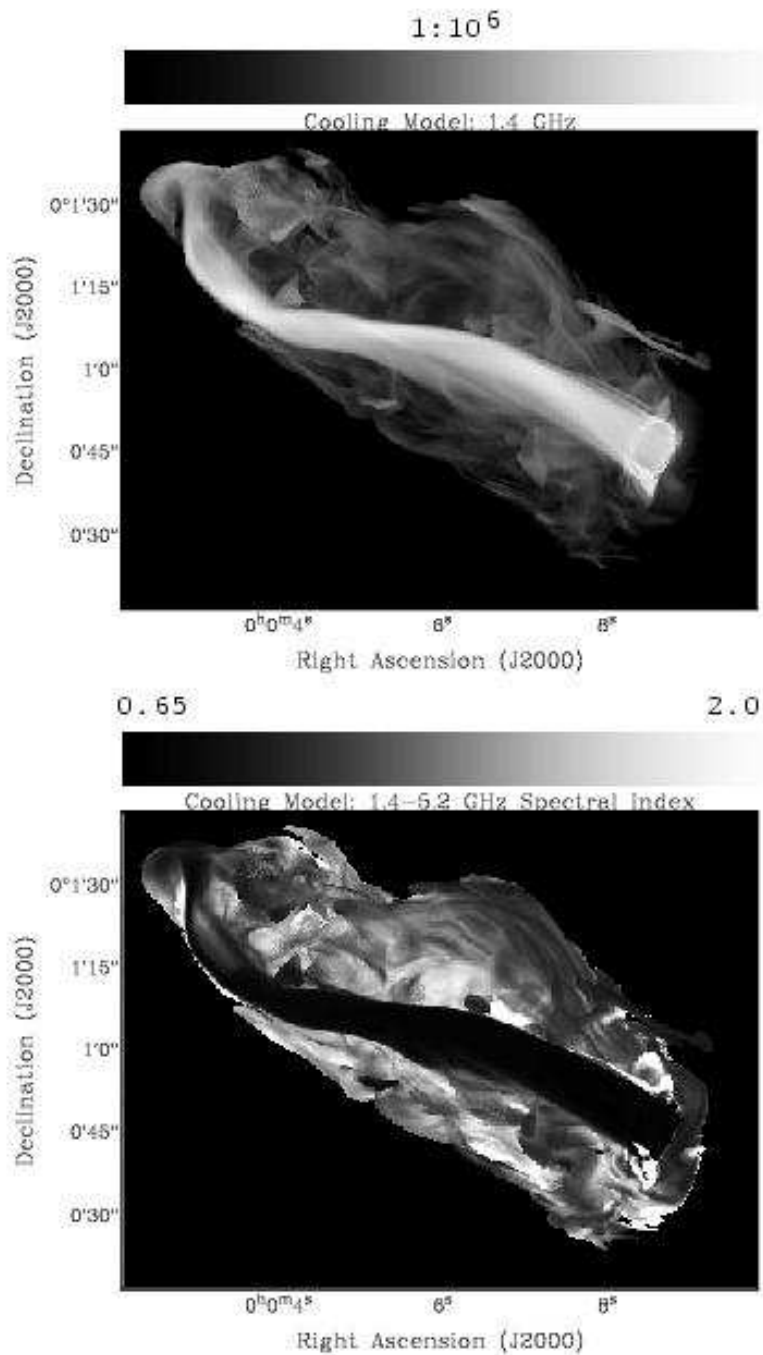 1:10⁶
Cooling Model: 1.4 GHz
Declination (J2000)
0°1'30"
1'15"
1'0"
0'45"
0'30"
0ʰ0ᵐ4ˢ 6ˢ 8ˢ
Right Ascension (J2000)
0.65 2.0
Cooling Model: 1.4-5.2 GHz Spectral Index
Declination (J2000)
0°1'30"
1'15"
1'0"
0'45"
0'30"
0ʰ0ᵐ4ˢ 6ˢ 8ˢ
Right Ascension (J2000)